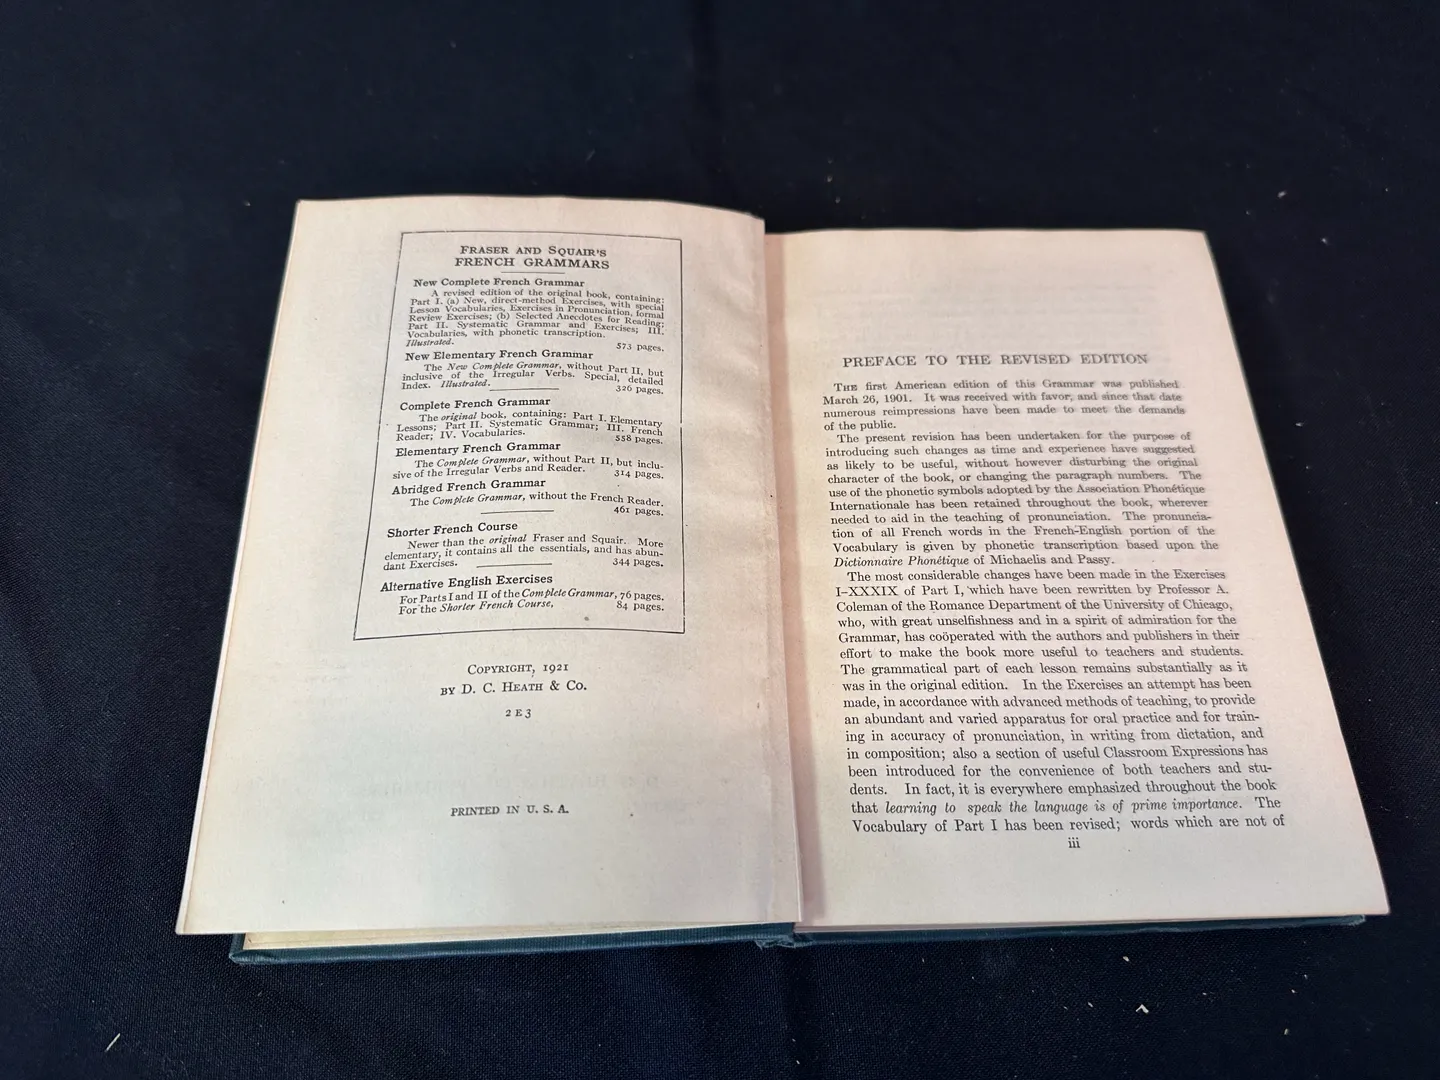 FRASER AND SQUAIR'S
FRENCH GRAMMARS
New Complete French Grammar
A revised edition of the original book, containing:
Part I. (a) New, direct-method Exercises, with special
Lesson Vocabularies, Exercises in Pronunciation, formal
Review Exercises; (b) Selected Anecdotes for Reading;
Part II. Systematic Grammar and Exercises; III.
Vocabularies, with phonetic transcription.
Illustrated. 573 pages.
New Elementary French Grammar
The New Complete Grammar, without Part II, but
inclusive of the Irregular Verbs. Special, detailed
Index. Illustrated. 326 pages.
Complete French Grammar
The original book, containing: Part I. Elementary
Lessons; Part II. Systematic Grammar; III. French
Reader; IV. Vocabularies. 558 pages.
Elementary French Grammar
The Complete Grammar, without Part II, but inclu-
sive of the Irregular Verbs and Reader. 314 pages.
Abridged French Grammar
The Complete Grammar, without the French Reader.
461 pages.
Shorter French Course
Newer than the original Fraser and Squair. More
elementary, it contains all the essentials, and has abun-
dant Exercises. 344 pages.
Alternative English Exercises
For Parts I and II of the Complete Grammar, 76 pages.
For the Shorter French Course, 84 pages.
COPYRIGHT, 1921
BY D. C. HEATH & CO.
2 E 3
PRINTED IN U. S. A.
PREFACE TO THE REVISED EDITION
THE first American edition of this Grammar was published
March 26, 1901. It was received with favor, and since that date
numerous reimpressions have been made to meet the demands
of the public.
The present revision has been undertaken for the purpose of
introducing such changes as time and experience have suggested
as likely to be useful, without however disturbing the original
character of the book, or changing the paragraph numbers. The
use of the phonetic symbols adopted by the Association Phonétique
Internationale has been retained throughout the book, wherever
needed to aid in the teaching of pronunciation. The pronuncia-
tion of all French words in the French-English portion of the
Vocabulary is given by phonetic transcription based upon the
Dictionnaire Phonétique of Michaelis and Passy.
The most considerable changes have been made in the Exercises
I-XXXIX of Part I, which have been rewritten by Professor A.
Coleman of the Romance Department of the University of Chicago,
who, with great unselfishness and in a spirit of admiration for the
Grammar, has coöperated with the authors and publishers in their
effort to make the book more useful to teachers and students.
The grammatical part of each lesson remains substantially as it
was in the original edition. In the Exercises an attempt has been
made, in accordance with advanced methods of teaching, to provide
an abundant and varied apparatus for oral practice and for train-
ing in accuracy of pronunciation, in writing from dictation, and
in composition; also a section of useful Classroom Expressions has
been introduced for the convenience of both teachers and stu-
dents. In fact, it is everywhere emphasized throughout the book
that learning to speak the language is of prime importance. The
Vocabulary of Part I has been revised; words which are not of
iii